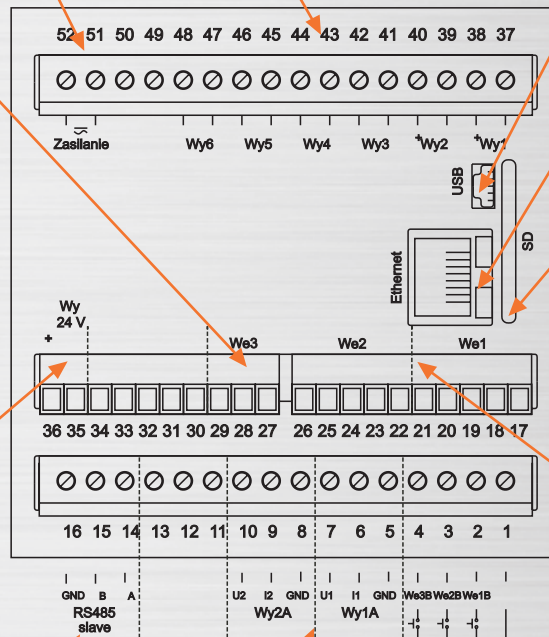 52 51 50 49 48 47 46 45 44 43 42 41 40 39 38 37
Zasilanie Wy6 Wy5 Wy4 Wy3 +Wy2 +Wy1
USB
SD
Ethernet
Wy
24 V
+
We3 We2 We1
36 35 34 33 32 31 30 29 28 27 26 25 24 23 22 21 20 19 18 17
16 15 14 13 12 11 10 9 8 7 6 5 4 3 2 1
GND B A U2 I2 GND U1 I1 GND We3B We2B We1B
RS485 Wy2A Wy1A
slave